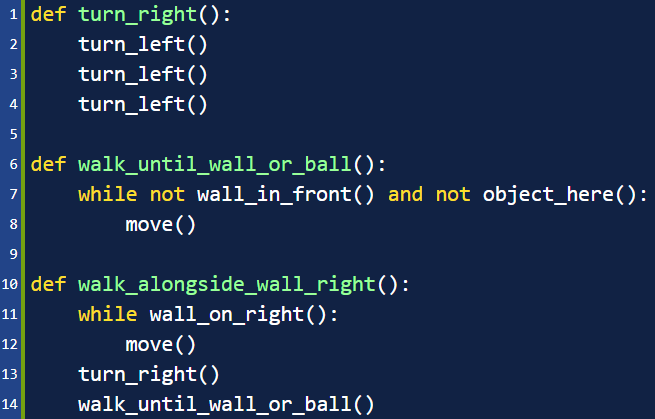 1 def turn_right():
2     turn_left()
3     turn_left()
4     turn_left()
5
6 def walk_until_wall_or_ball():
7     while not wall_in_front() and not object_here():
8         move()
9
10 def walk_alongside_wall_right():
11     while wall_on_right():
12         move()
13     turn_right()
14     walk_until_wall_or_ball()